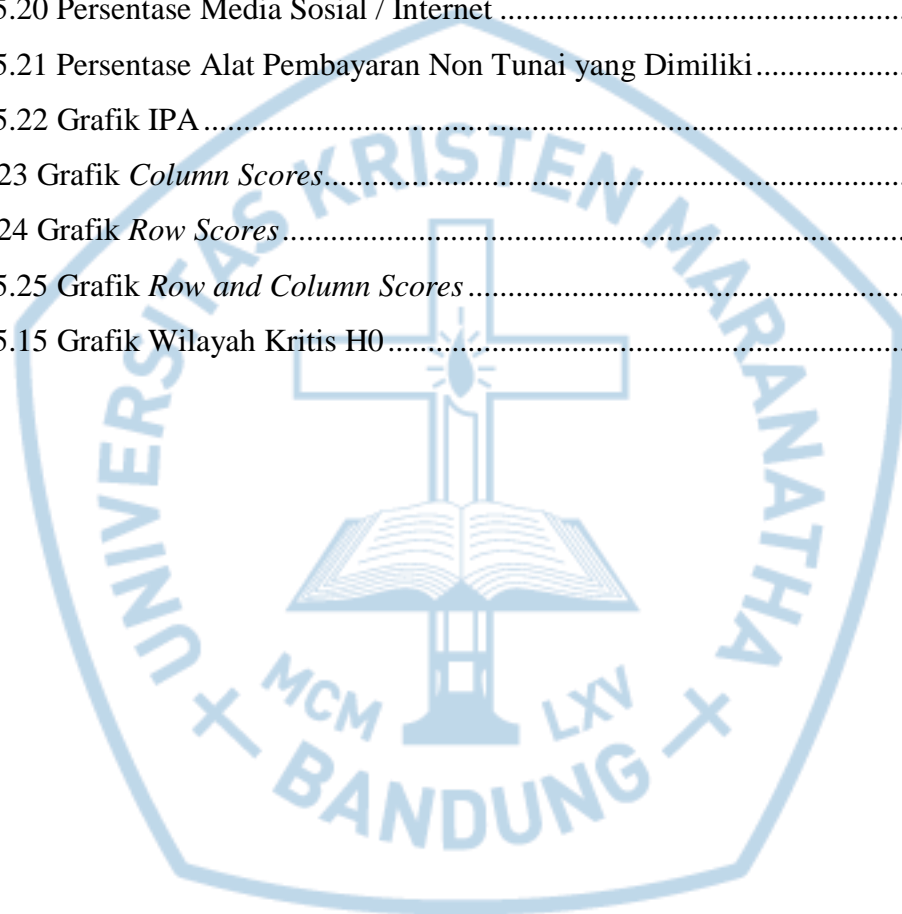 5.20 Persentase Media Sosial / Internet
5.21 Persentase Alat Pembayaran Non Tunai yang Dimiliki
5.22 Grafik IPA
23 Grafik Column Scores
24 Grafik Row Scores
5.25 Grafik Row and Column Scores
5.15 Grafik Wilayah Kritis H0
UNIVERSITAS KRISTEN MARANATHA
MCM LXV
BANDUNG